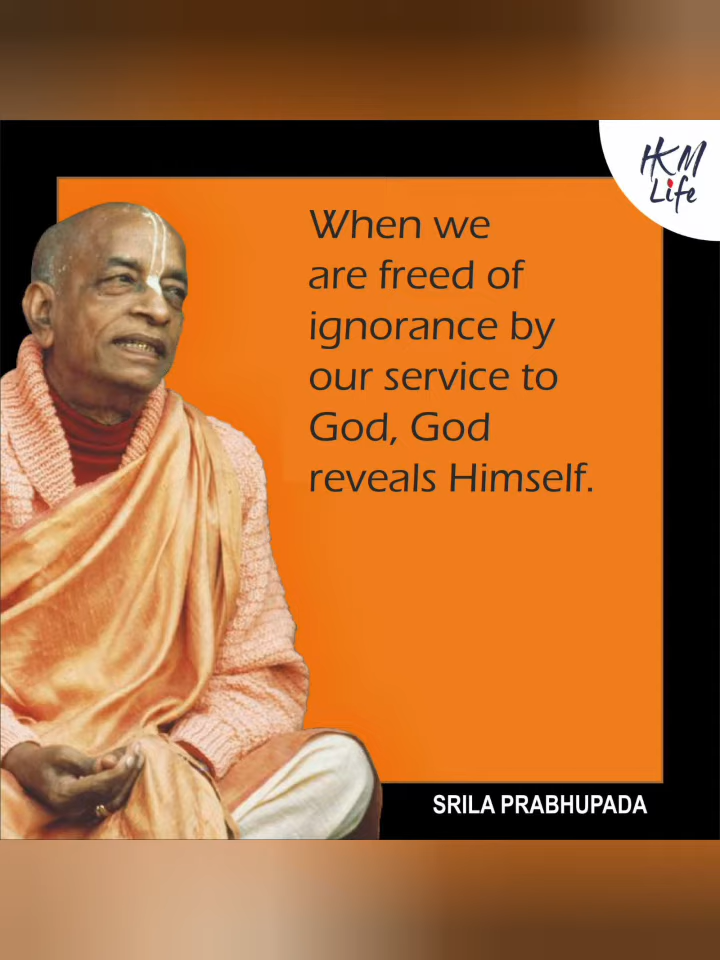 HKM
Life
When we
are freed of
ignorance by
our service to
God, God
reveals Himself.
SRILA PRABHUPADA